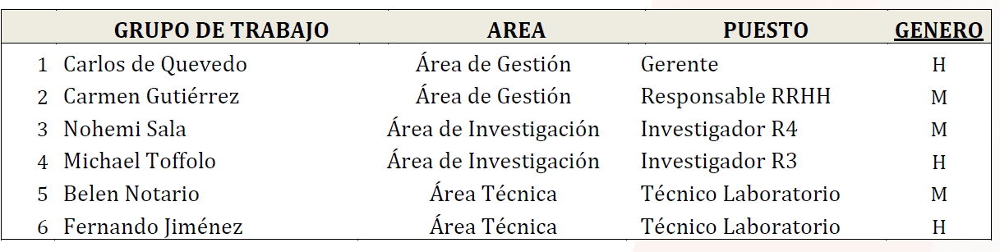 GRUPO DE TRABAJO AREA PUESTO GENERO
1 Carlos de Quevedo Área de Gestión Gerente H
2 Carmen Gutiérrez Área de Gestión Responsable RRHH M
3 Nohemi Sala Área de Investigación Investigador R4 M
4 Michael Toffolo Área de Investigación Investigador R3 H
5 Belen Notario Área Técnica Técnico Laboratorio M
6 Fernando Jiménez Área Técnica Técnico Laboratorio H